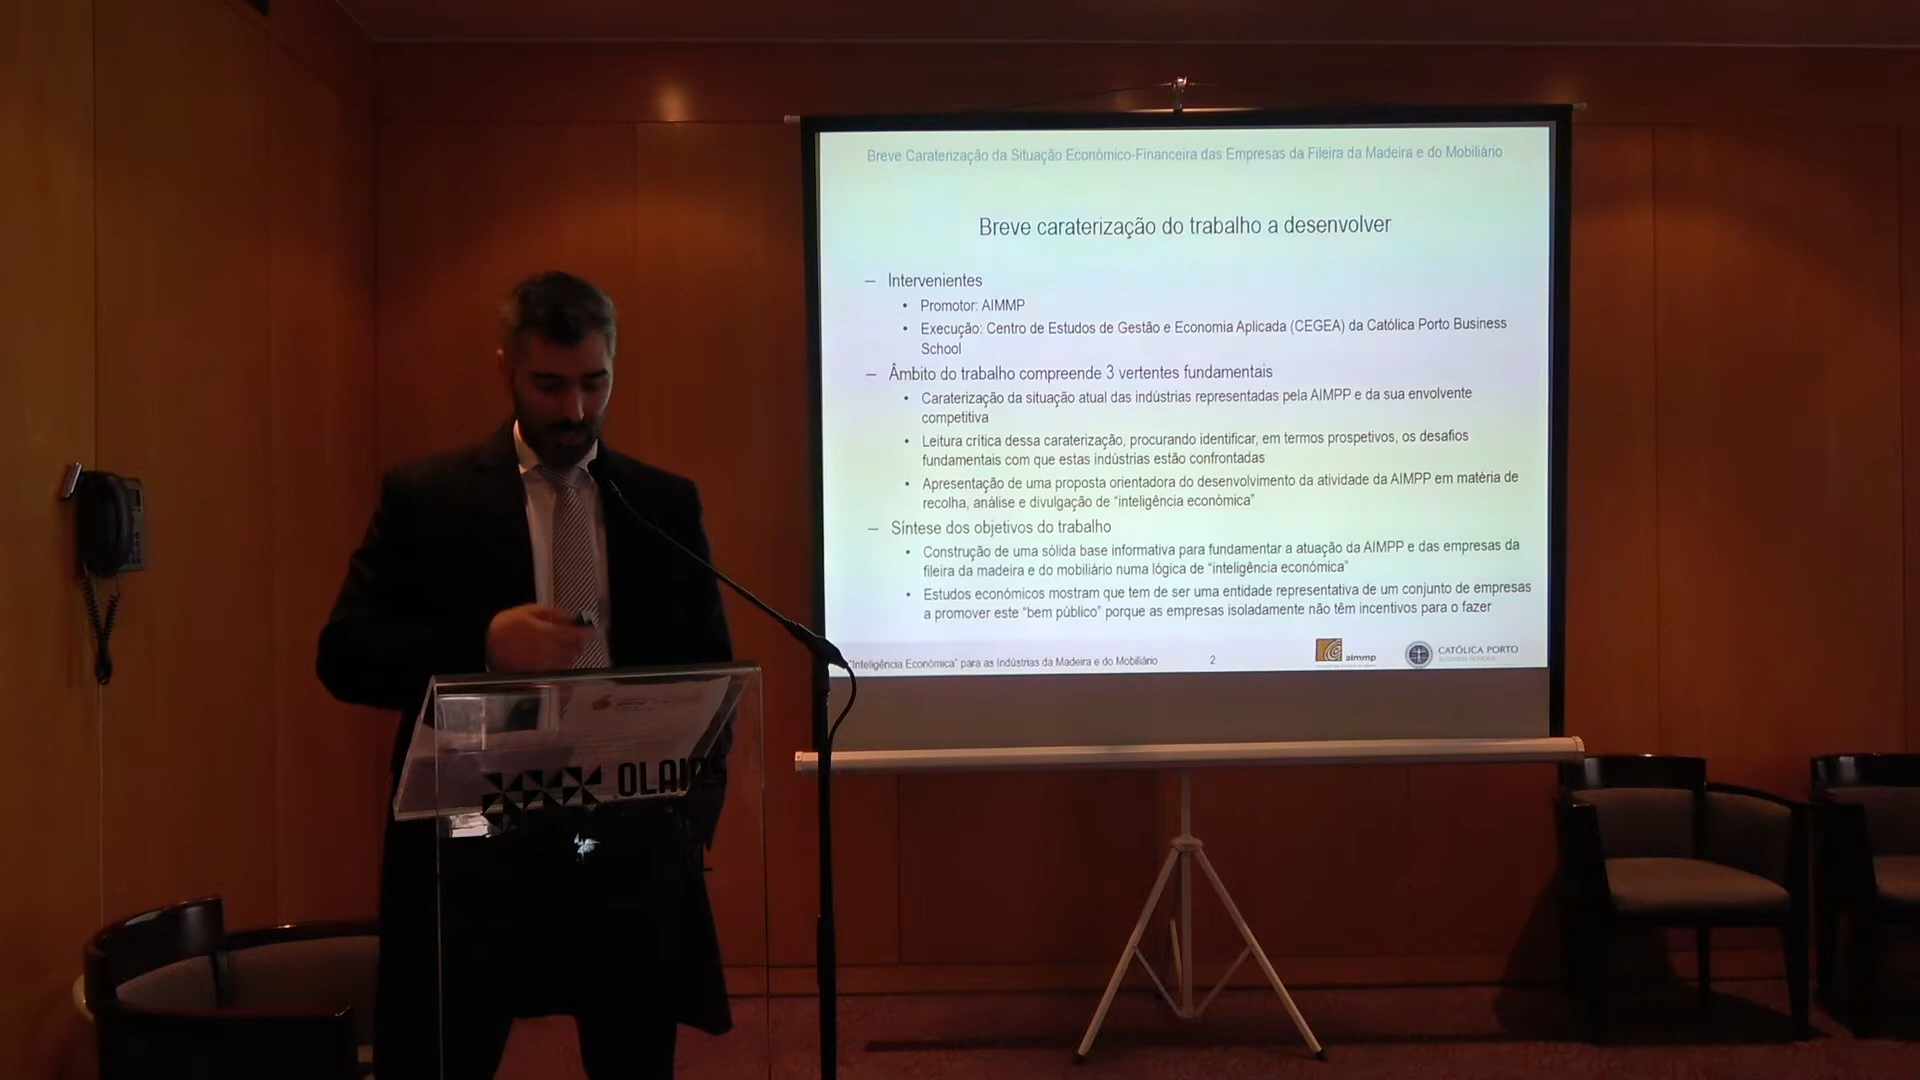 Breve Caraterização da Situação Económico-Financeira das Empresas da Fileira da Madeira e do Mobiliário
Breve caraterização do trabalho a desenvolver
– Intervenientes
• Promotor: AIMMP
• Execução: Centro de Estudos de Gestão e Economia Aplicada (CEGEA) da Católica Porto Business
School
– Âmbito do trabalho compreende 3 vertentes fundamentais
• Caraterização da situação atual das indústrias representadas pela AIMPP e da sua envolvente
competitiva
• Leitura crítica dessa caraterização, procurando identificar, em termos prospetivos, os desafios
fundamentais com que estas indústrias estão confrontadas
• Apresentação de uma proposta orientadora do desenvolvimento da atividade da AIMPP em matéria de
recolha, análise e divulgação de “inteligência económica”
– Síntese dos objetivos do trabalho
• Construção de uma sólida base informativa para fundamentar a atuação da AIMPP e das empresas da
fileira da madeira e do mobiliário numa lógica de “inteligência económica”
• Estudos económicos mostram que tem de ser uma entidade representativa de um conjunto de empresas
a promover este “bem público” porque as empresas isoladamente não têm incentivos para o fazer
“Inteligência Económica” para as Indústrias da Madeira e do Mobiliário 2
aimmp
CATÓLICA PORTO
OLAIAS